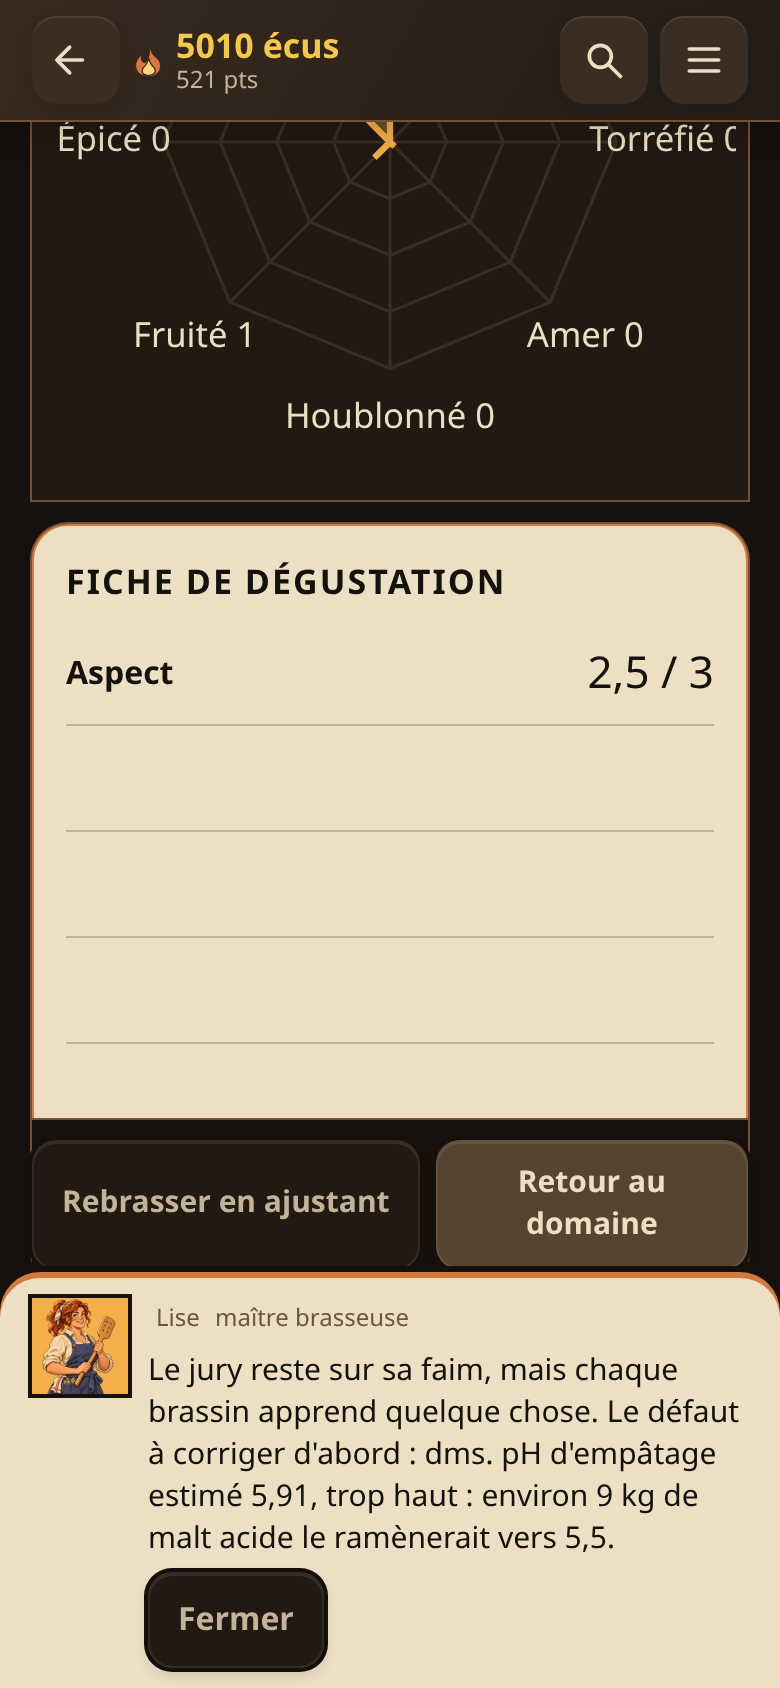 5010 écus
521 pts
Épicé 0
Torréfié 0
Fruité 1
Amer 0
Houblonné 0
FICHE DE DÉGUSTATION
Aspect 2,5 / 3
Rebrasser en ajustant
Retour au
domaine
Lise maître brasseuse
Le jury reste sur sa faim, mais chaque
brassin apprend quelque chose. Le défaut
à corriger d'abord : dms. pH d'empâtage
estimé 5,91, trop haut : environ 9 kg de
malt acide le ramènerait vers 5,5.
Fermer